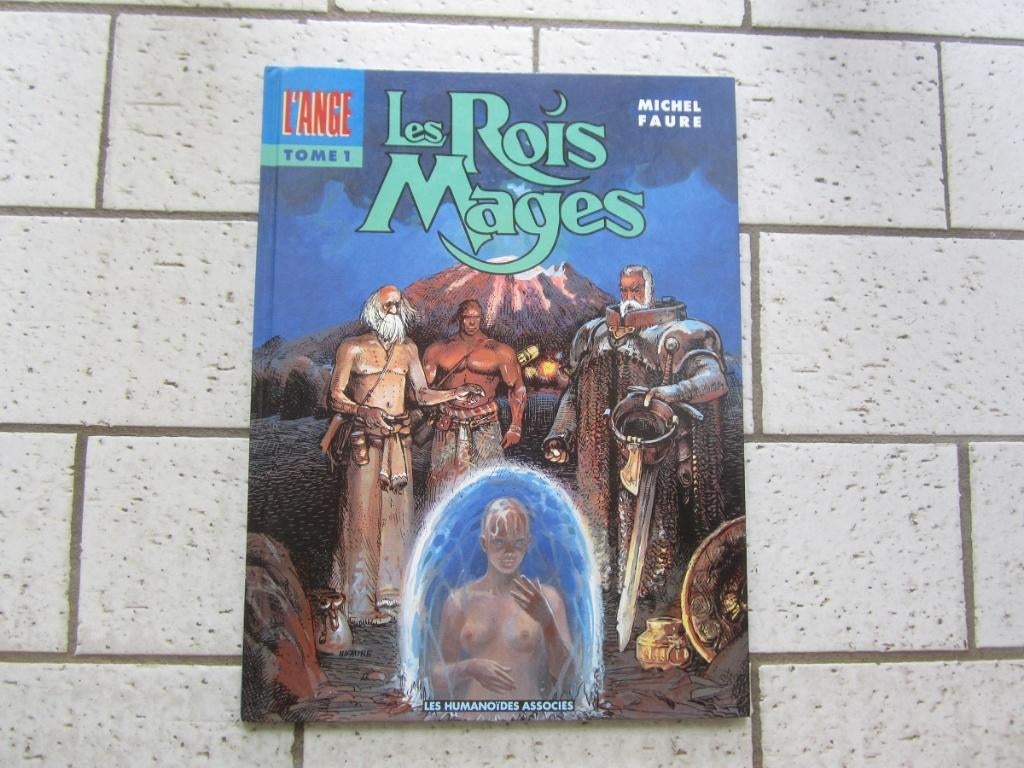 L'ANGE
TOME 1
Les Rois
Mages
MICHEL
FAURE
M.FAURE
LES HUMANOÏDES ASSOCIÉS